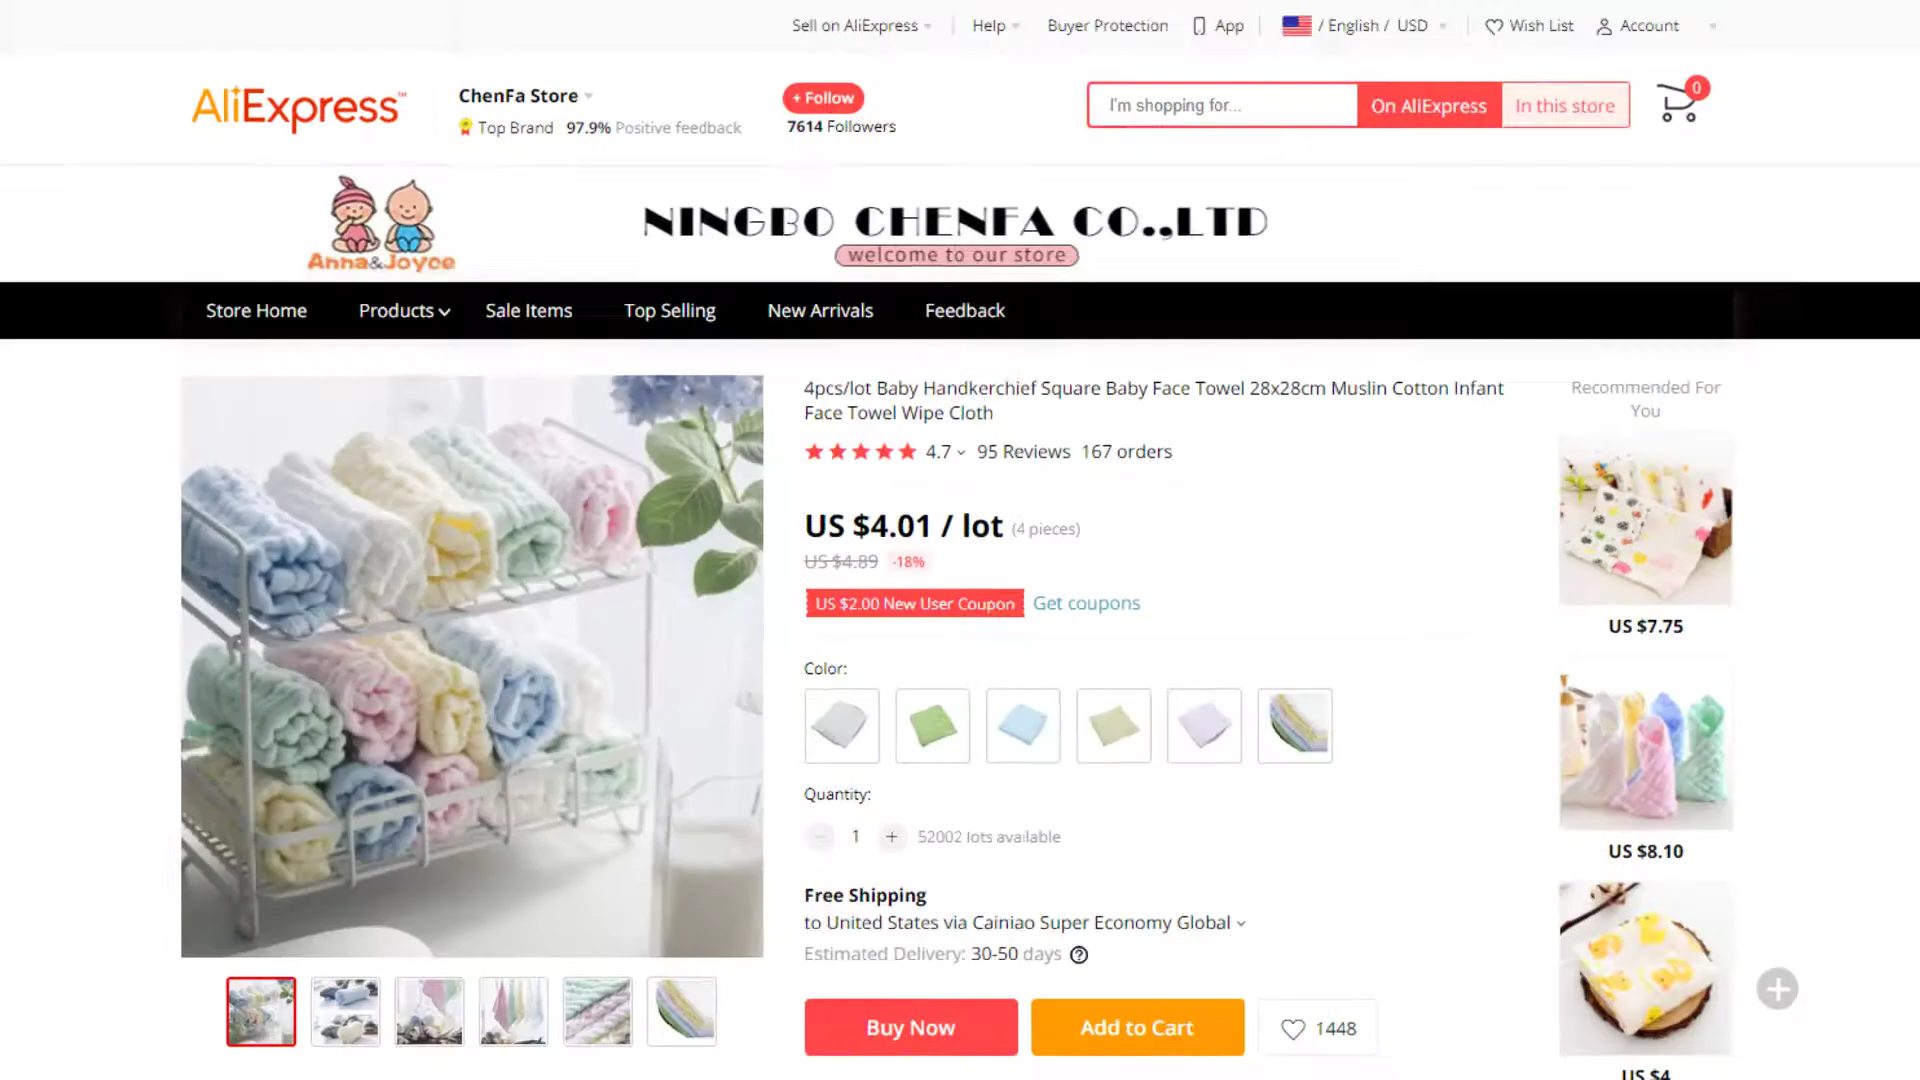 Sell on AliExpress
Help
Buyer Protection
App
/ English / USD
Wish List
Account
AliExpress™
ChenFa Store
Top Brand 97.9% Positive feedback
+ Follow
7614 Followers
I'm shopping for...
On AliExpress
In this store
0
Anna&Joyce
NINGBO CHENFA CO.,LTD
welcome to our store
Store Home
Products
Sale Items
Top Selling
New Arrivals
Feedback
4pcs/lot Baby Handkerchief Square Baby Face Towel 28x28cm Muslin Cotton Infant
Face Towel Wipe Cloth
4.7 95 Reviews 167 orders
US $4.01 / lot (4 pieces)
US $4.89 -18%
US $2.00 New User Coupon Get coupons
Color:
Quantity:
1 + 52002 lots available
Free Shipping
to United States via Cainiao Super Economy Global
Estimated Delivery: 30-50 days ?
Buy Now
Add to Cart
1448
Recommended For
You
US $7.75
US $8.10
US $4